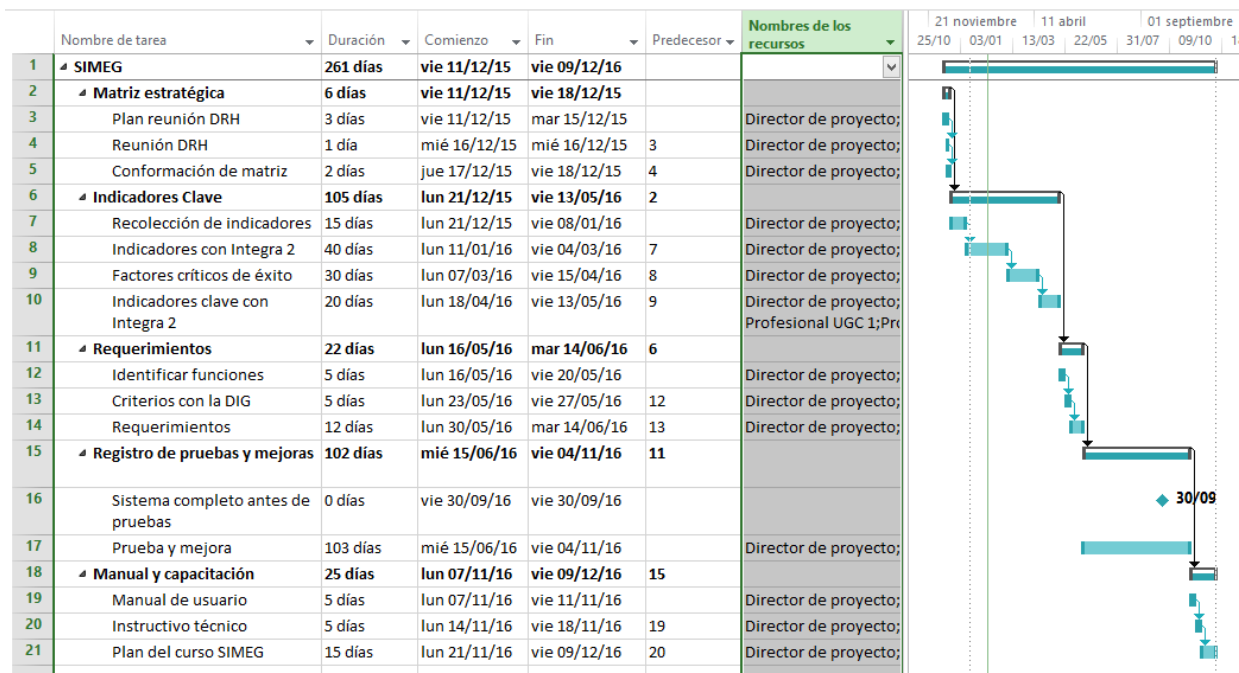 Nombre de tarea Duración Comienzo Fin Predecesor Nombres de los recursos
21 noviembre 11 abril 01 septiembre
25/10 03/01 13/03 22/05 31/07 09/10
1 SIMEG 261 días vie 11/12/15 vie 09/12/16
2 Matriz estratégica 6 días vie 11/12/15 vie 18/12/15
3 Plan reunión DRH 3 días vie 11/12/15 mar 15/12/15 Director de proyecto;
4 Reunión DRH 1 día mié 16/12/15 mié 16/12/15 3 Director de proyecto;
5 Conformación de matriz 2 días jue 17/12/15 vie 18/12/15 4 Director de proyecto;
6 Indicadores Clave 105 días lun 21/12/15 vie 13/05/16 2
7 Recolección de indicadores 15 días lun 21/12/15 vie 08/01/16 Director de proyecto;
8 Indicadores con Integra 2 40 días lun 11/01/16 vie 04/03/16 7 Director de proyecto;
9 Factores críticos de éxito 30 días lun 07/03/16 vie 15/04/16 8 Director de proyecto;
10 Indicadores clave con 20 días lun 18/04/16 vie 13/05/16 9 Director de proyecto;
Integra 2 Profesional UGC 1;Pro
11 Requerimientos 22 días lun 16/05/16 mar 14/06/16 6
12 Identificar funciones 5 días lun 16/05/16 vie 20/05/16 Director de proyecto;
13 Criterios con la DIG 5 días lun 23/05/16 vie 27/05/16 12 Director de proyecto;
14 Requerimientos 12 días lun 30/05/16 mar 14/06/16 13 Director de proyecto;
15 Registro de pruebas y mejoras 102 días mié 15/06/16 vie 04/11/16 11
16 Sistema completo antes de 0 días vie 30/09/16 vie 30/09/16 30/09
pruebas
17 Prueba y mejora 103 días mié 15/06/16 vie 04/11/16 Director de proyecto;
18 Manual y capacitación 25 días lun 07/11/16 vie 09/12/16 15
19 Manual de usuario 5 días lun 07/11/16 vie 11/11/16 Director de proyecto;
20 Instructivo técnico 5 días lun 14/11/16 vie 18/11/16 19 Director de proyecto;
21 Plan del curso SIMEG 15 días lun 21/11/16 vie 09/12/16 20 Director de proyecto;